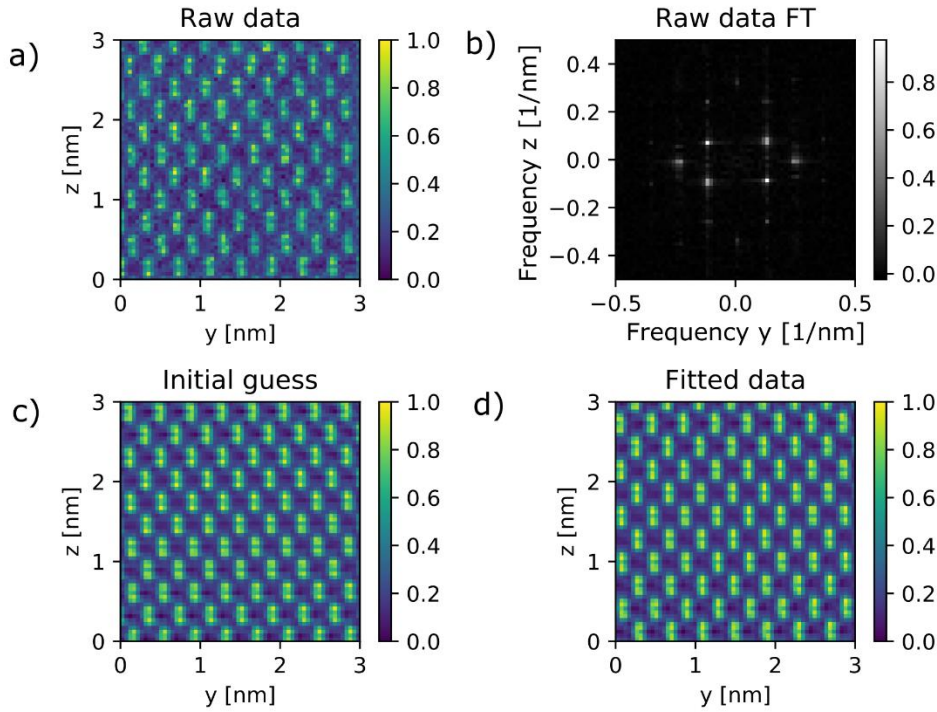 a)
Raw data
z [nm]
3
2
1
0
0 1 2 3
y [nm]
1.0
0.8
0.6
0.4
0.2
0.0
b)
Raw data FT
Frequency z [1/nm]
0.4
0.2
0.0
−0.2
−0.4
−0.5 0.0 0.5
Frequency y [1/nm]
0.8
0.6
0.4
0.2
0.0
c)
Initial guess
z [nm]
3
2
1
0
0 1 2 3
y [nm]
1.0
0.8
0.6
0.4
0.2
0.0
d)
Fitted data
z [nm]
3
2
1
0
0 1 2 3
y [nm]
1.0
0.8
0.6
0.4
0.2
0.0